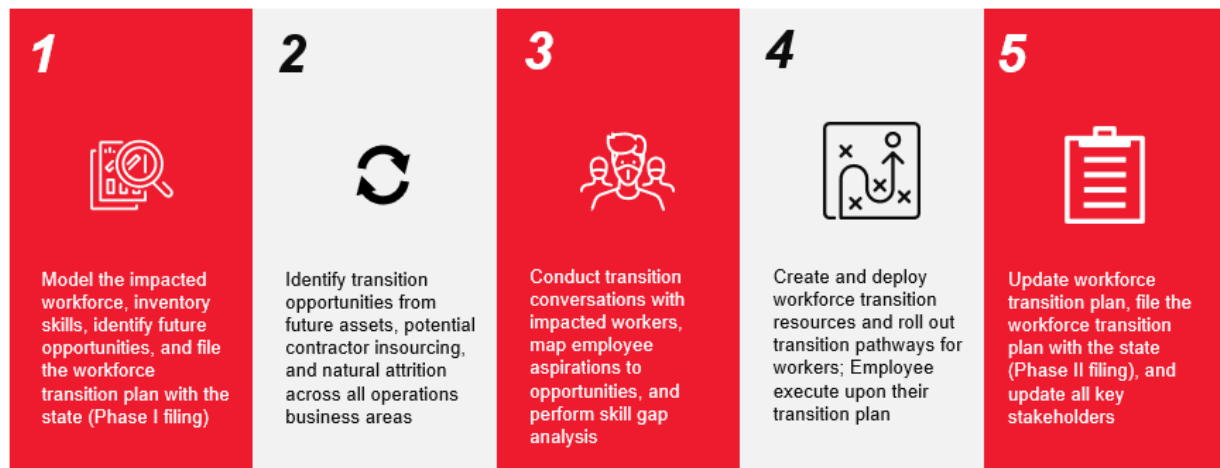 1
Model the impacted
workforce, inventory
skills, identify future
opportunities, and file
the workforce
transition plan with the
state (Phase I filing)
2
Identify transition
opportunities from
future assets, potential
contractor insourcing,
and natural attrition
across all operations
business areas
3
Conduct transition
conversations with
impacted workers,
map employee
aspirations to
opportunities, and
perform skill gap
analysis
4
Create and deploy
workforce transition
resources and roll out
transition pathways for
workers; Employee
execute upon their
transition plan
5
Update workforce
transition plan, file the
workforce transition
plan with the state
(Phase II filing), and
update all key
stakeholders